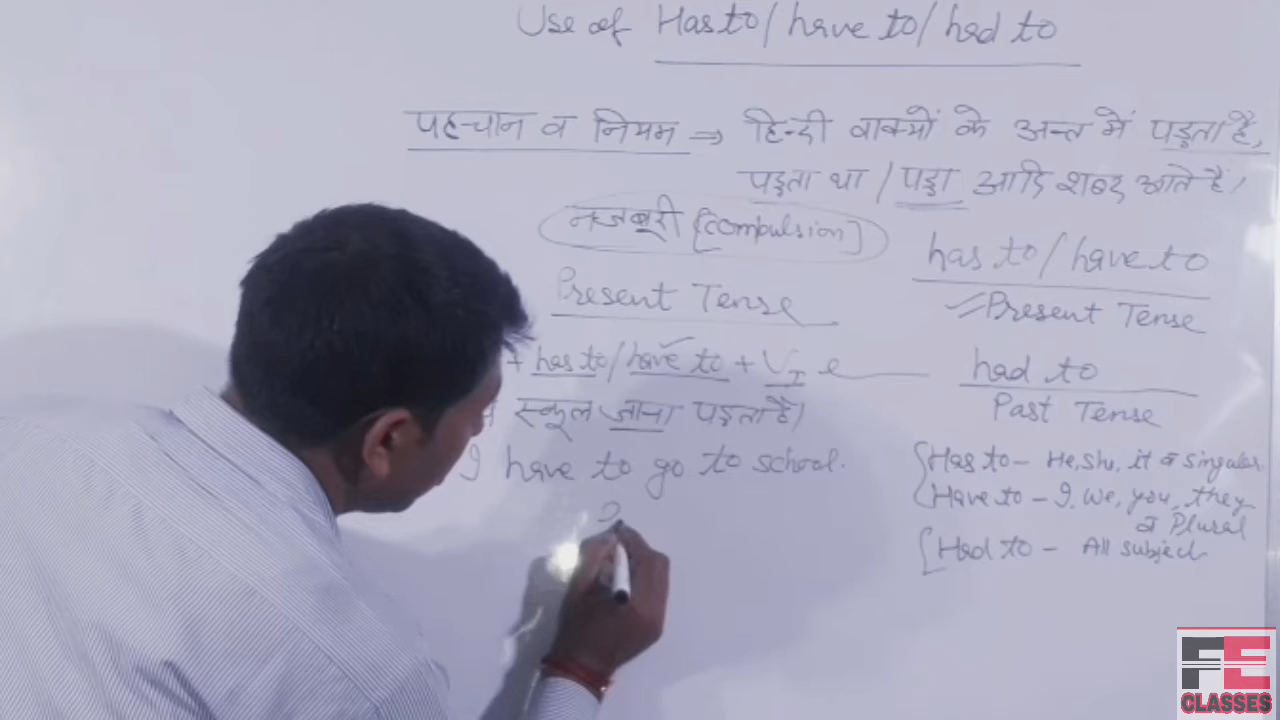 Use of Has to/have to/had to
पहचान व नियम ⇒ हिन्दी वाक्यों के अन्त में पड़ता है,
पड़ता था / पड़ा आदि शब्द आते है।
मजबूरी [compulsion]
has to/have to
Present Tense
Present Tense
+ has to/have to + V I
had to
Past Tense
स्कूल जाना पड़ता है।
I have to go to school.
Has to - He, she, it व singular
Have to - I, we, you, they
व Plural
Had to - All subject
FE
CLASSES